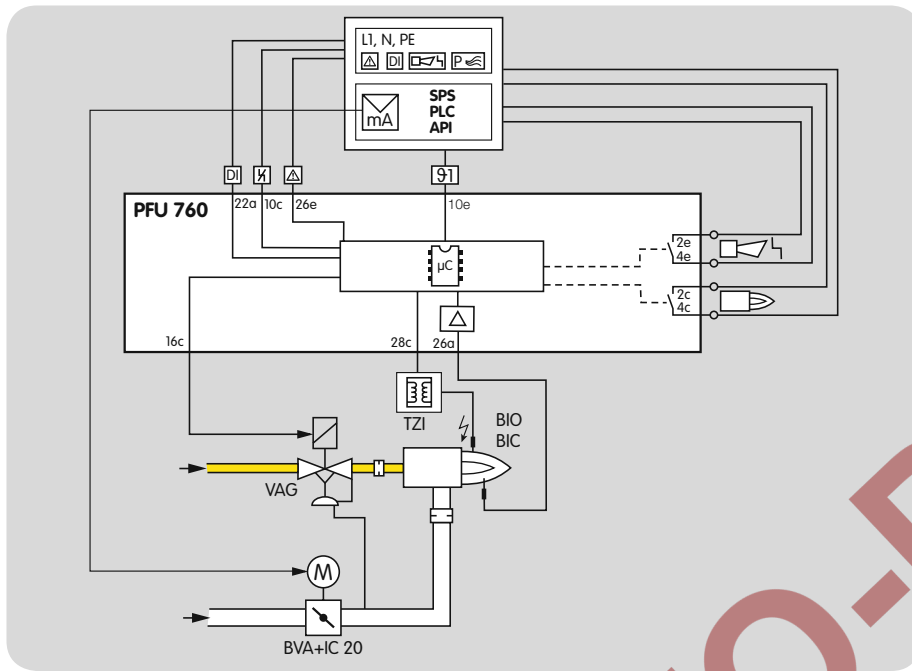 L1, N, PE
DI
P
mA
SPS
PLC
API
DI
ϑ1
22a
10c
26e
10e
PFU 760
µC
2e
4e
2c
4c
16c
28c
26a
TZI
BIO
BIC
VAG
M
BVA+IC 20